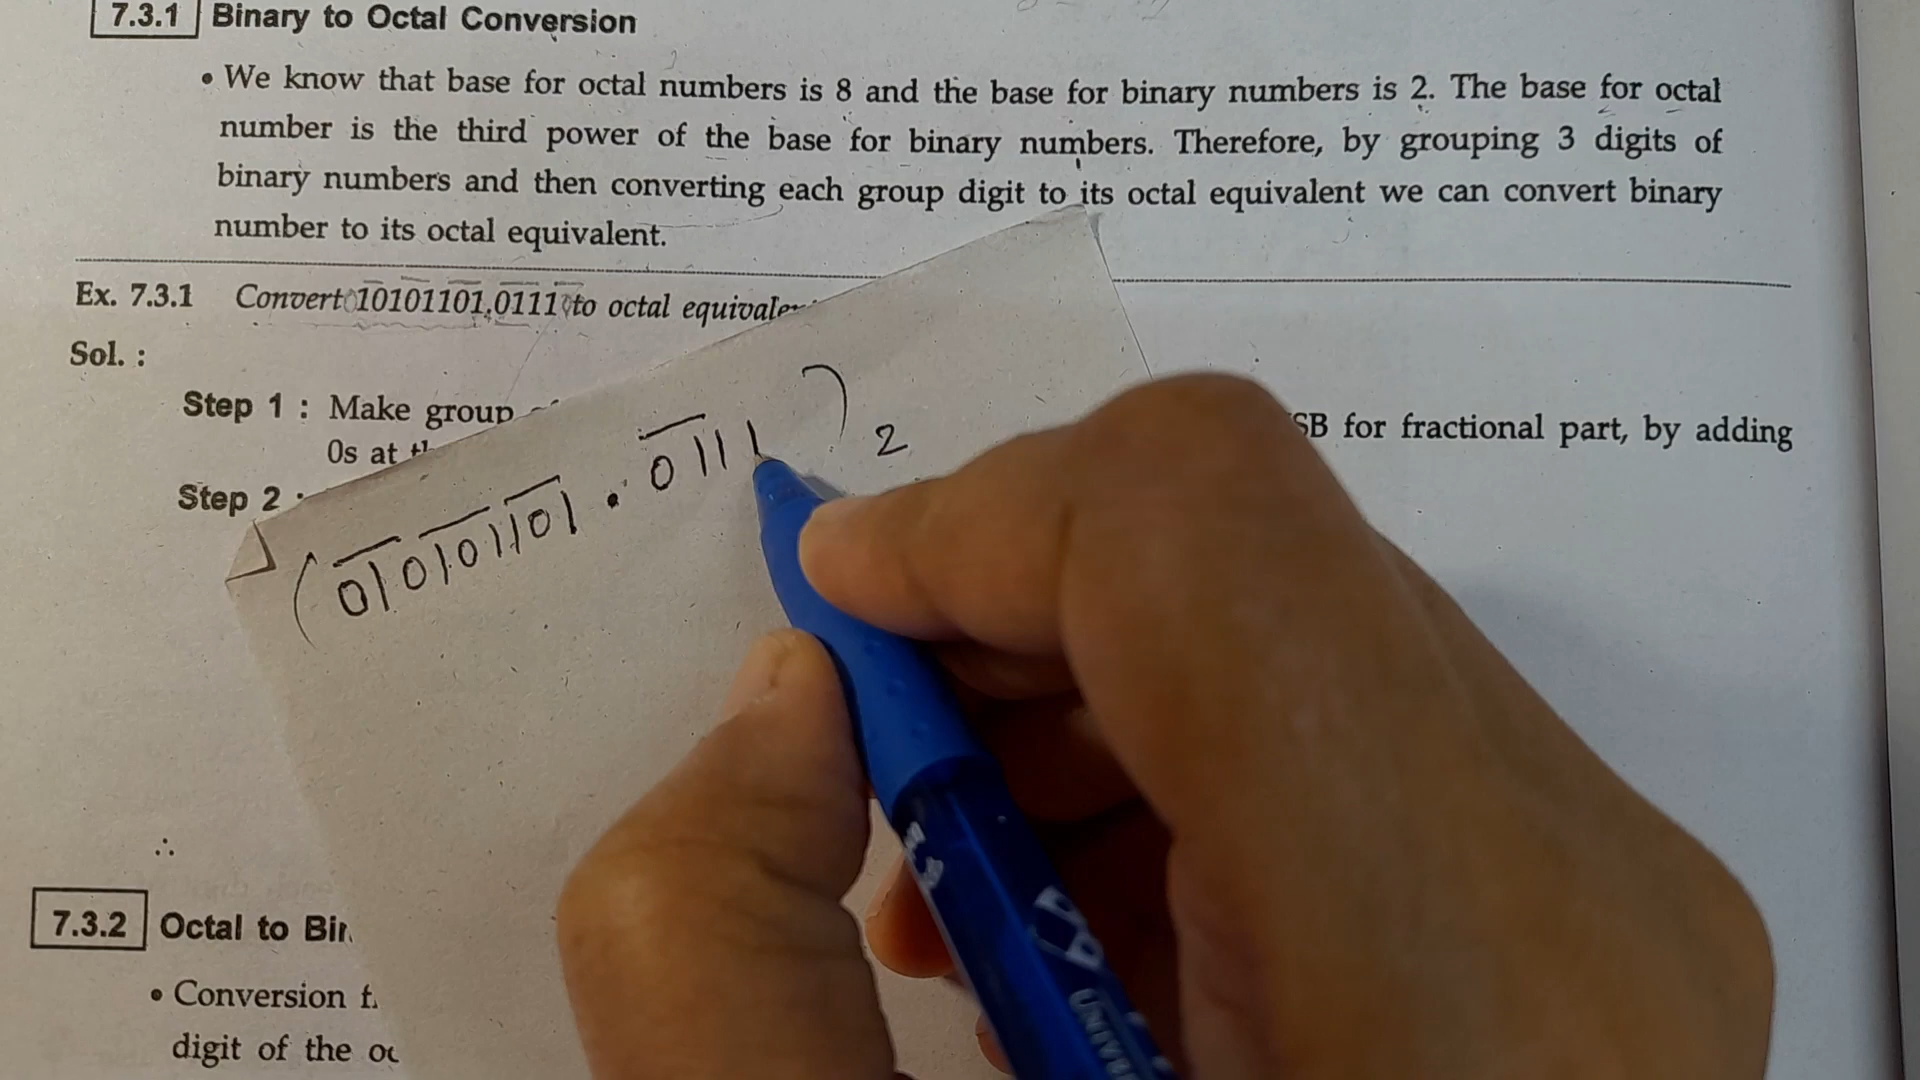 7.3.1 Binary to Octal Conversion
• We know that base for octal numbers is 8 and the base for binary numbers is 2. The base for octal
number is the third power of the base for binary numbers. Therefore, by grouping 3 digits of
binary numbers and then converting each group digit to its octal equivalent we can convert binary
number to its octal equivalent.
Ex. 7.3.1 Convert 10101101.0111 to octal equivale
Sol. :
Step 1 : Make group SB for fractional part, by adding
0s at
Step 2 :
(010101101.0111)2
∴
7.3.2 Octal to Bin
• Conversion f
digit of the oc